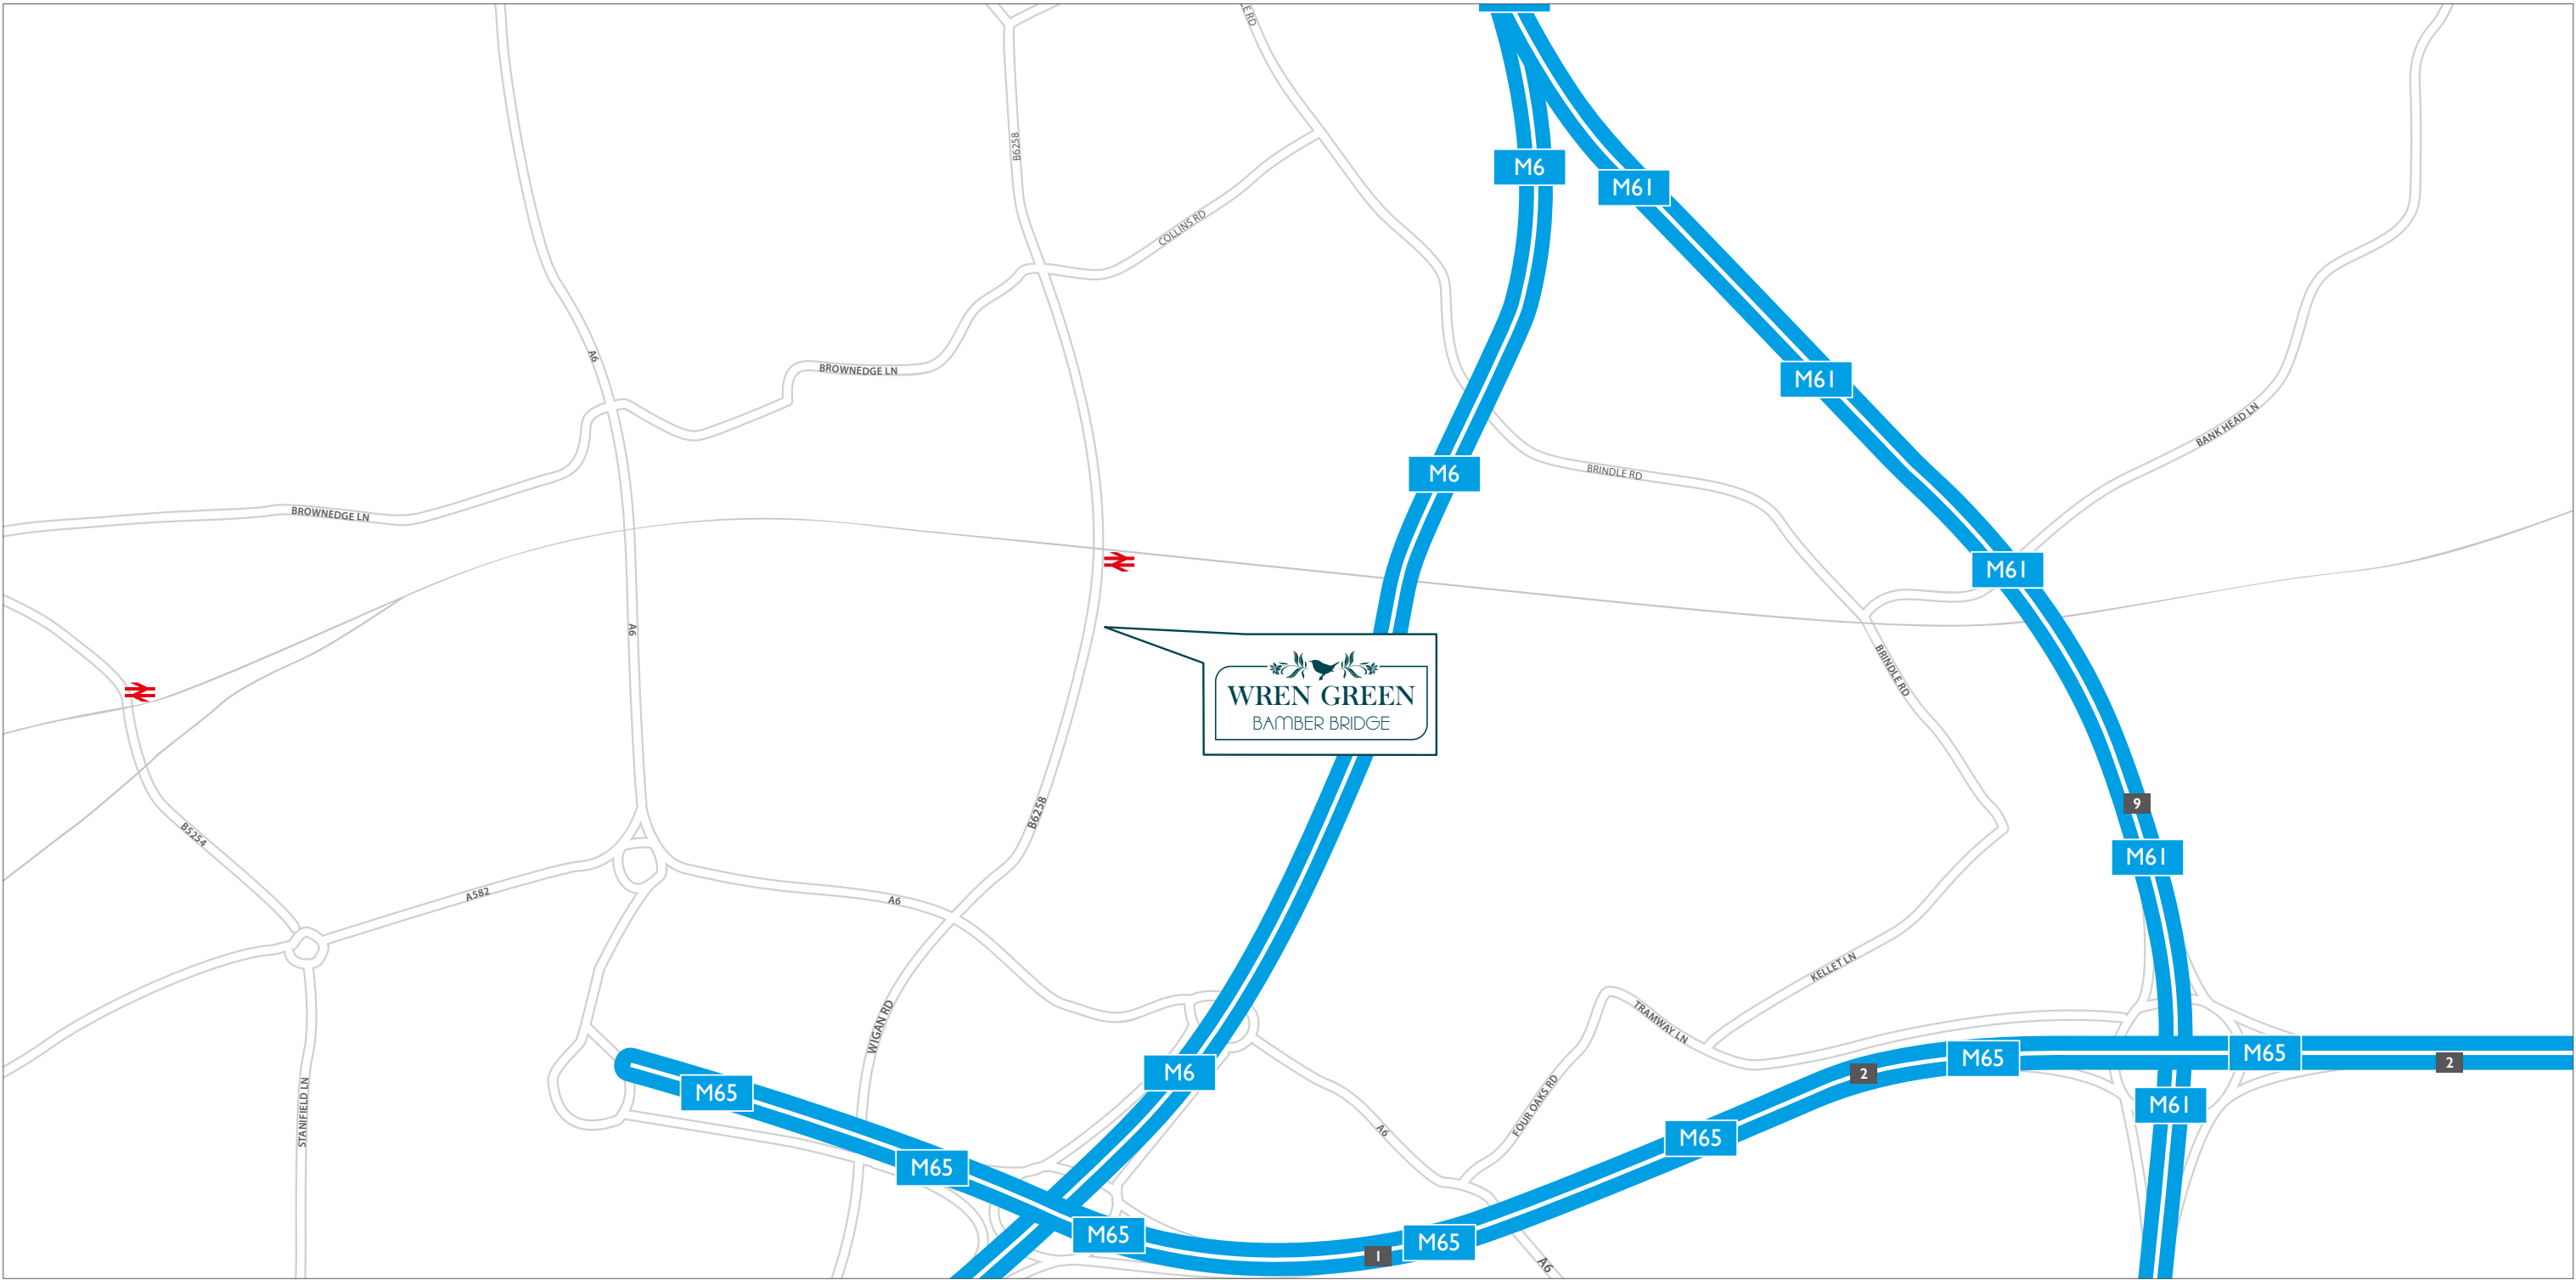 LE RD
B6258
M6
M61
COLLINS RD
A6
BROWNEDGE LN
M61
BANK HEAD LN
M6
BRINDLE RD
BROWNEDGE LN
M61
A6
WREN GREEN
BAMBER BRIDGE
BRINDLE RD
9
B6258
B5254
M61
A582
A6
KELLET LN
WIGAN RD
TRAMWAY LN
M65
M65
2
2
M6
M65
FOUR OAKS RD
M61
STANIFIELD LN
A6
M65
M65
M65
M65
1
A6